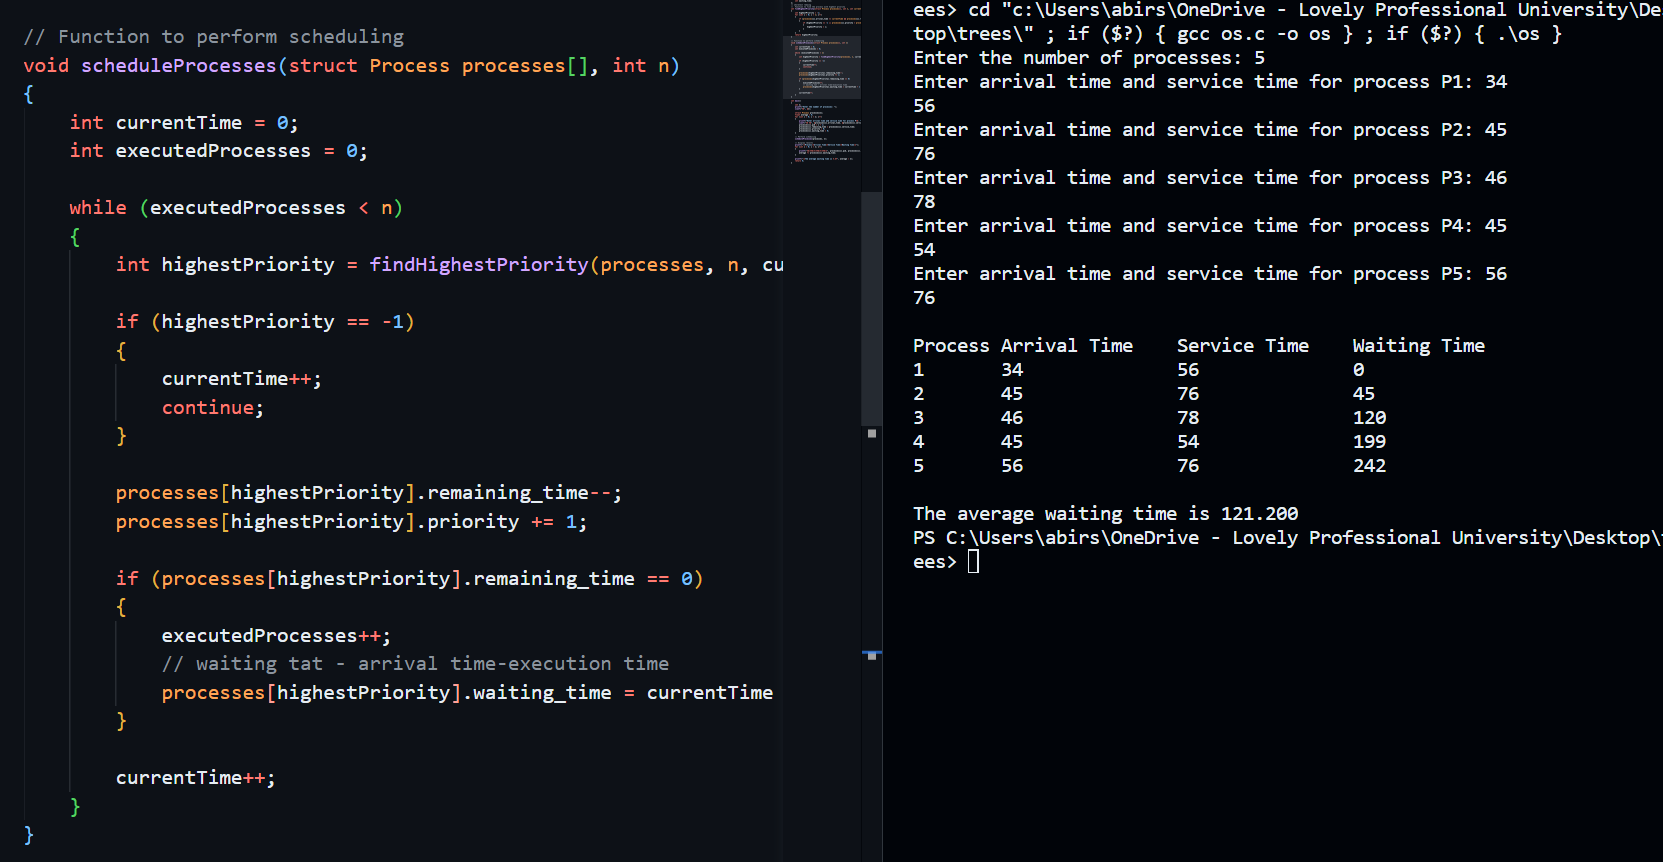 // Function to perform scheduling
void scheduleProcesses(struct Process processes[], int n)
{
int currentTime = 0;
int executedProcesses = 0;
while (executedProcesses < n)
{
int highestPriority = findHighestPriority(processes, n, cu
if (highestPriority == -1)
{
currentTime++;
continue;
}
processes[highestPriority].remaining_time--;
processes[highestPriority].priority += 1;
if (processes[highestPriority].remaining_time == 0)
{
executedProcesses++;
// waiting tat - arrival time-execution time
processes[highestPriority].waiting_time = currentTime
}
currentTime++;
}
}
ees> cd "c:\Users\abirs\OneDrive - Lovely Professional University\De
top\trees\" ; if ($?) { gcc os.c -o os } ; if ($?) { .\os }
Enter the number of processes: 5
Enter arrival time and service time for process P1: 34
56
Enter arrival time and service time for process P2: 45
76
Enter arrival time and service time for process P3: 46
78
Enter arrival time and service time for process P4: 45
54
Enter arrival time and service time for process P5: 56
76
Process Arrival Time Service Time Waiting Time
1 34 56 0
2 45 76 45
3 46 78 120
4 45 54 199
5 56 76 242
The average waiting time is 121.200
PS C:\Users\abirs\OneDrive - Lovely Professional University\Desktop\
ees>